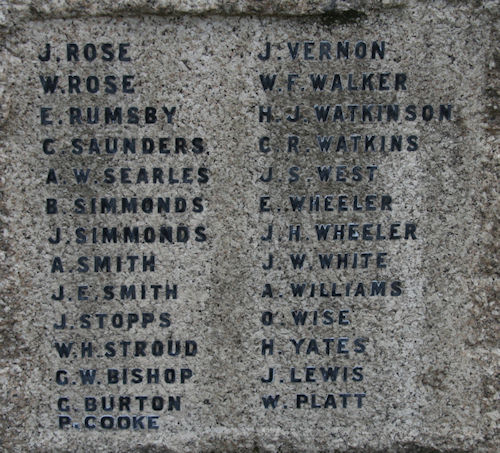 J. ROSE
W. ROSE
E. RUMSBY
C. SAUNDERS
A. W. SEARLES
B. SIMMONDS
J. SIMMONDS
A. SMITH
J. E. SMITH
J. STOPPS
W. H. STROUD
G. W. BISHOP
C. BURTON
P. COOKE
J. VERNON
W. F. WALKER
H. J. WATKINSON
C. R. WATKINS
J. S. WEST
E. WHEELER
J. H. WHEELER
J. W. WHITE
A. WILLIAMS
O. WISE
H. YATES
J. LEWIS
W. PLATT